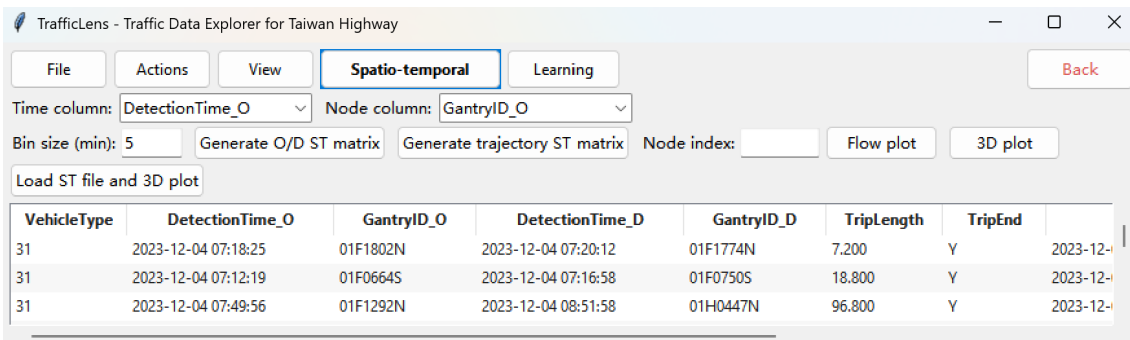 TrafficLens - Traffic Data Explorer for Taiwan Highway
File Actions View Spatio-temporal Learning Back
Time column: DetectionTime_O Node column: GantryID_O
Bin size (min): 5 Generate O/D ST matrix Generate trajectory ST matrix Node index: Flow plot 3D plot
Load ST file and 3D plot
VehicleType DetectionTime_O GantryID_O DetectionTime_D GantryID_D TripLength TripEnd
31 2023-12-04 07:18:25 01F1802N 2023-12-04 07:20:12 01F1774N 7.200 Y 2023-12-
31 2023-12-04 07:12:19 01F0664S 2023-12-04 07:16:58 01F0750S 18.800 Y 2023-12-
31 2023-12-04 07:49:56 01F1292N 2023-12-04 08:51:58 01H0447N 96.800 Y 2023-12-